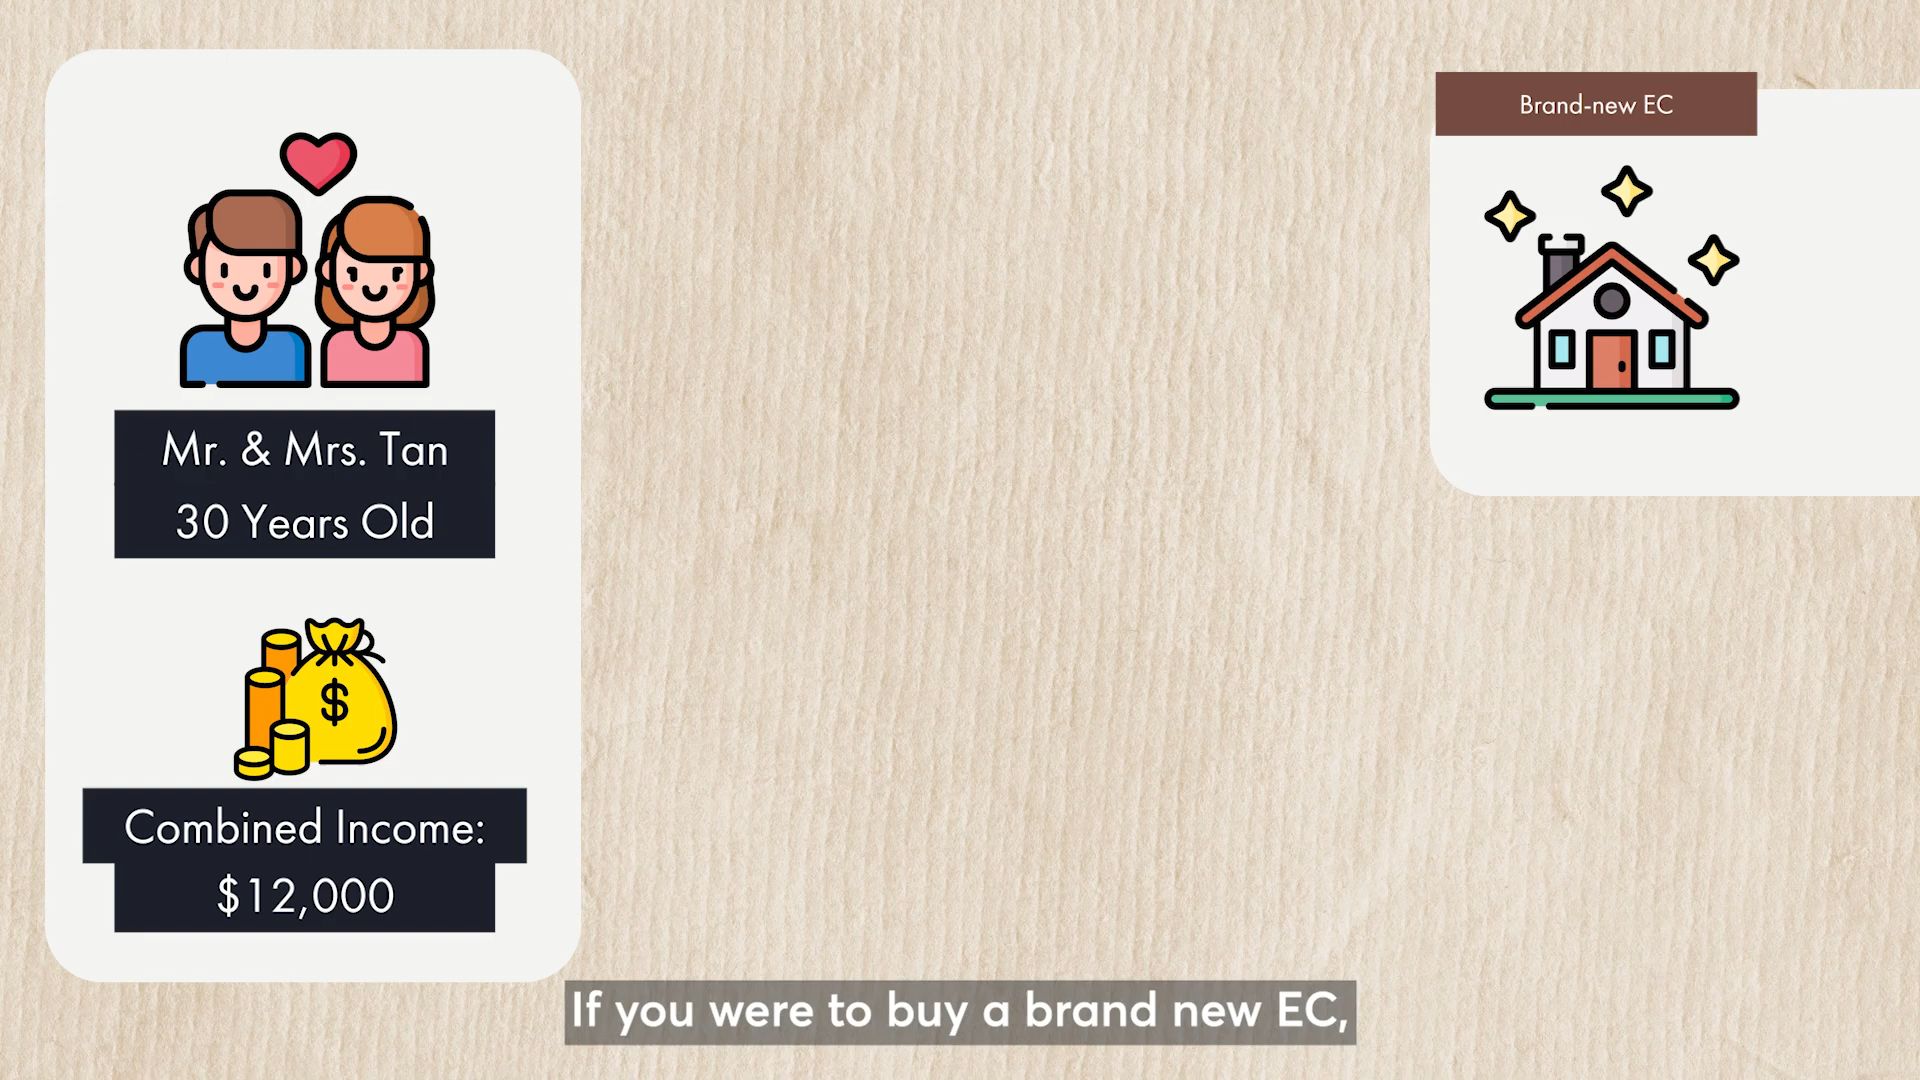 Brand-new EC
Mr. & Mrs. Tan
30 Years Old
$
Combined Income:
$12,000
If you were to buy a brand new EC,